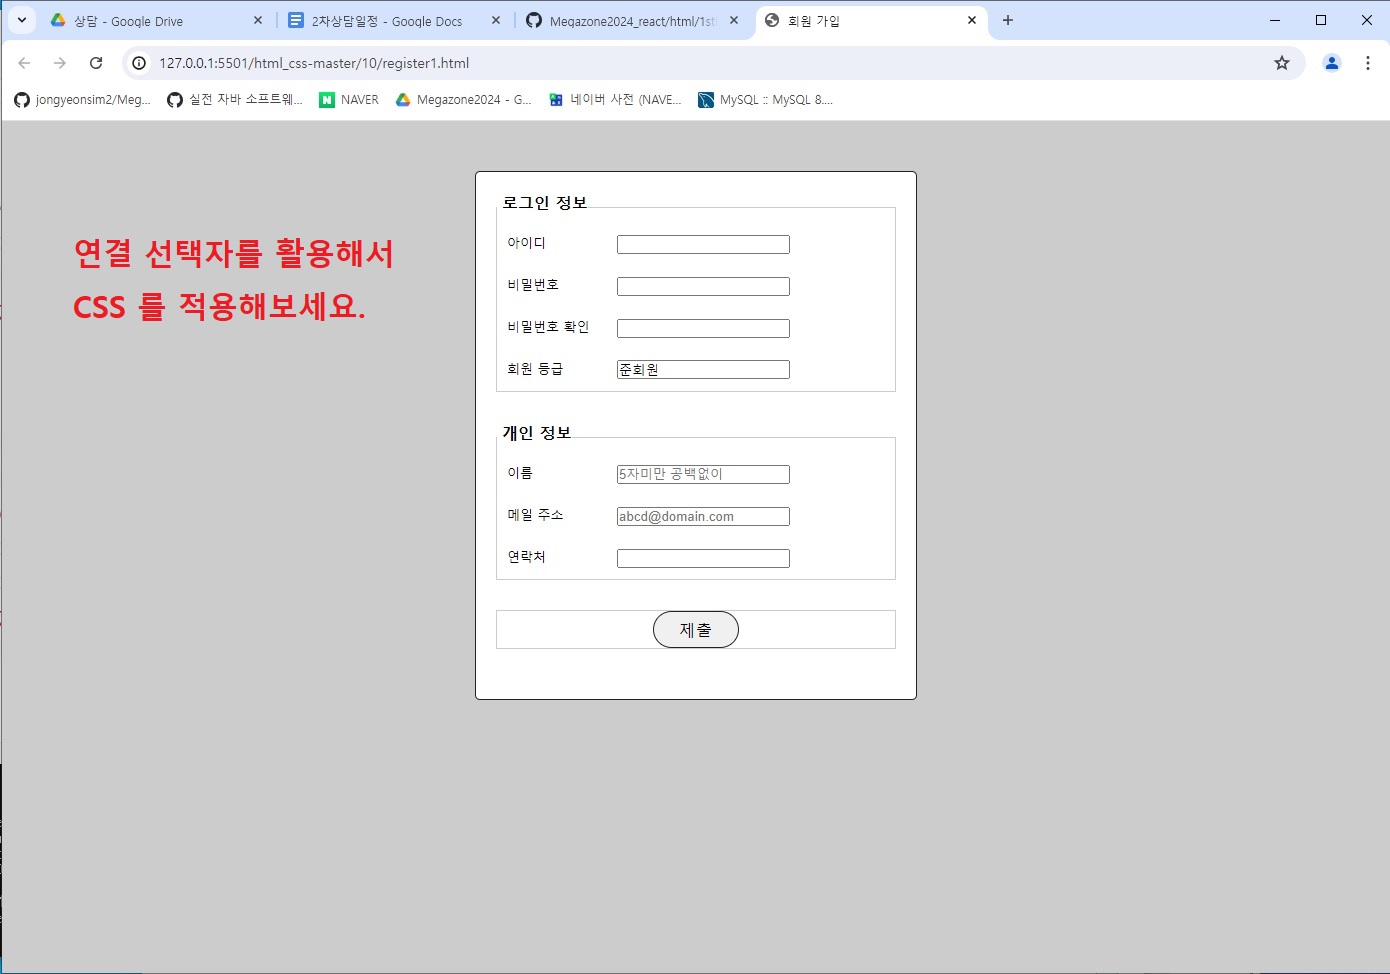 상담 - Google Drive
2차상담일정 - Google Docs
Megazone2024_react/html/1st
회원 가입
127.0.0.1:5501/html_css-master/10/register1.html
jongyeonsim2/Meg...
실전 자바 소프트웨...
N NAVER
Megazone2024 - G...
네이버 사전 (NAVE...
MySQL :: MySQL 8....
연결 선택자를 활용해서
CSS 를 적용해보세요.
로그인 정보
아이디
비밀번호
비밀번호 확인
회원 등급 준회원
개인 정보
이름 5자미만 공백없이
메일 주소 abcd@domain.com
연락처
제출